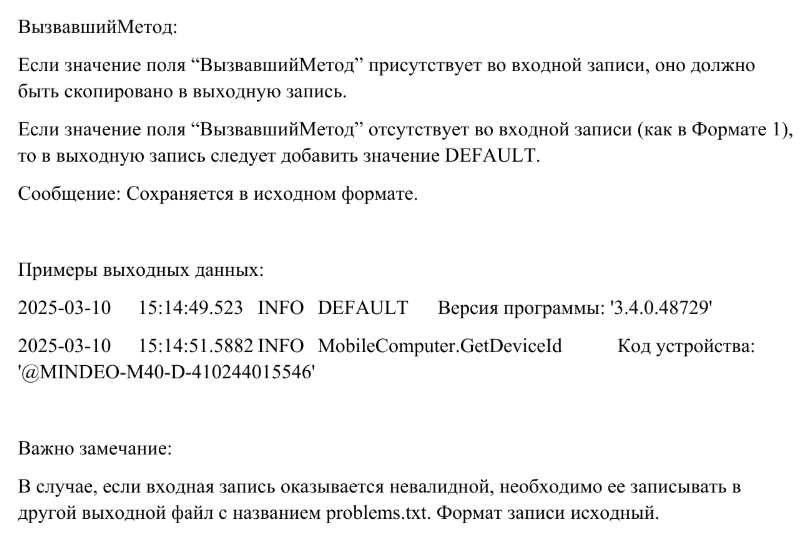 ВызвавшийМетод:
Если значение поля “ВызвавшийМетод” присутствует во входной записи, оно должно
быть скопировано в выходную запись.
Если значение поля “ВызвавшийМетод” отсутствует во входной записи (как в Формате 1),
то в выходную запись следует добавить значение DEFAULT.
Сообщение: Сохраняется в исходном формате.
Примеры выходных данных:
2025-03-10 15:14:49.523 INFO DEFAULT Версия программы: '3.4.0.48729'
2025-03-10 15:14:51.5882 INFO MobileComputer.GetDeviceId Код устройства:
'@MINDEO-M40-D-410244015546'
Важно замечание:
В случае, если входная запись оказывается невалидной, необходимо ее записывать в
другой выходной файл с названием problems.txt. Формат записи исходный.